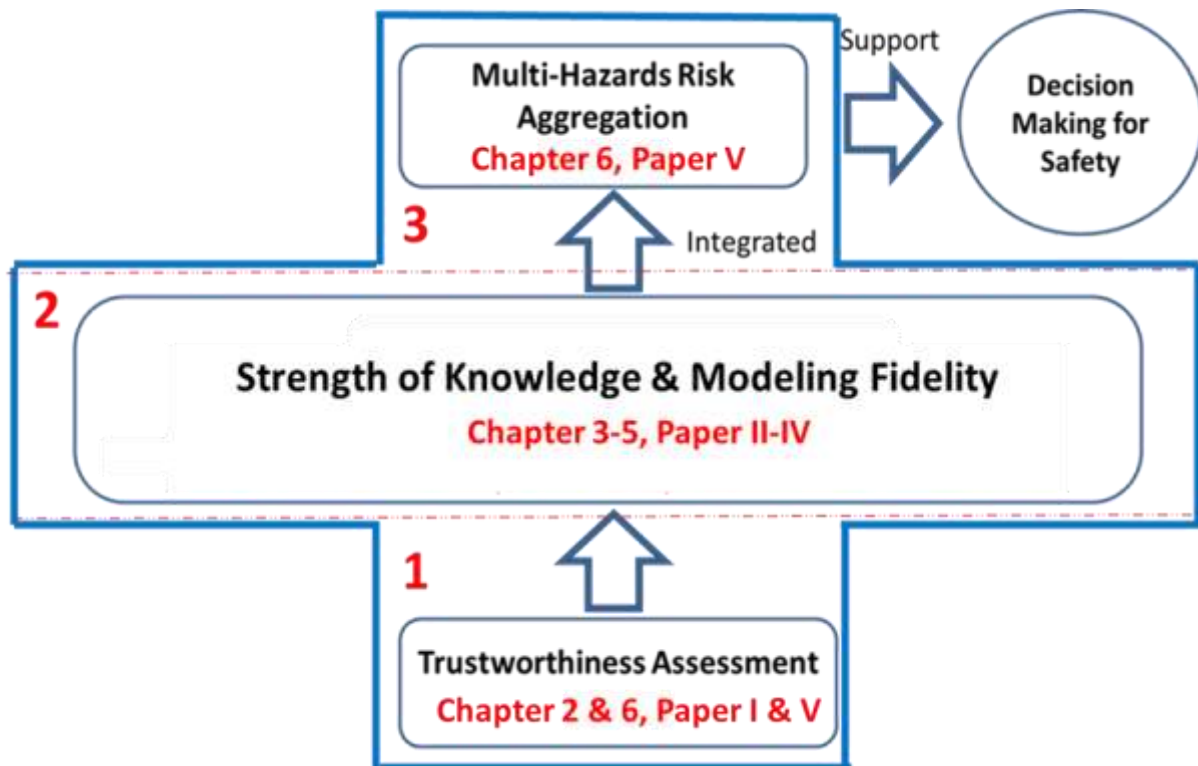 Multi-Hazards Risk
Aggregation
Chapter 6, Paper V
Support
Decision
Making for
Safety
3
Integrated
2
Strength of Knowledge & Modeling Fidelity
Chapter 3-5, Paper II-IV
1
Trustworthiness Assessment
Chapter 2 & 6, Paper I & V